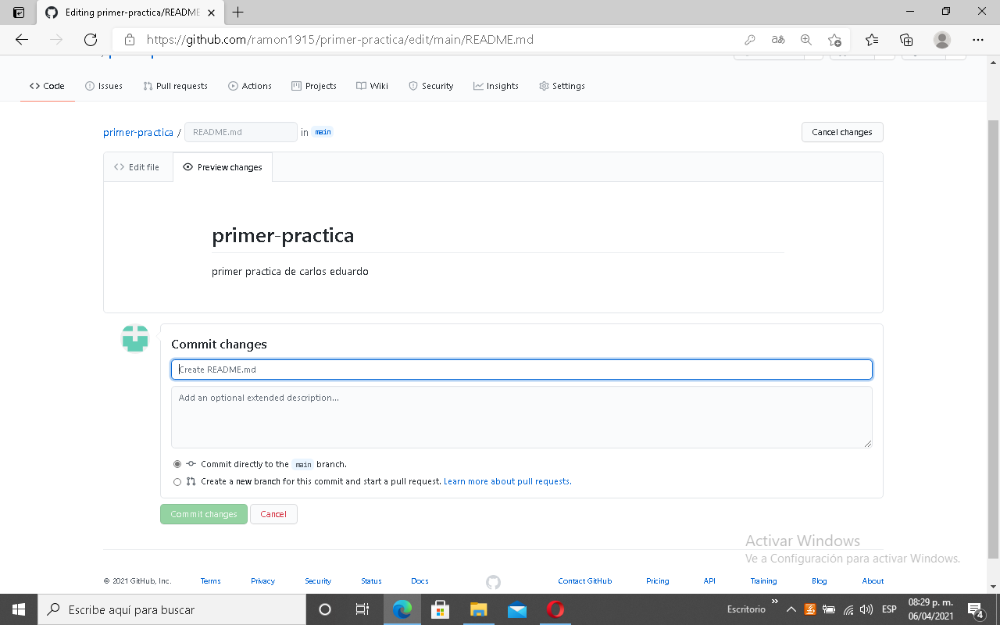 Editing primer-practica/README
https://github.com/ramon1915/primer-practica/edit/main/README.md
Code Issues Pull requests Actions Projects Wiki Security Insights Settings
primer-practica / README.md in main Cancel changes
Edit file Preview changes
primer-practica
primer practica de carlos eduardo
Commit changes
Create README.md
Add an optional extended description...
Commit directly to the main branch.
Create a new branch for this commit and start a pull request. Learn more about pull requests.
Commit changes Cancel
Activar Windows
Ve a Configuración para activar Windows.
© 2021 GitHub, Inc. Terms Privacy Security Status Docs Contact GitHub Pricing API Training Blog About
Escribe aquí para buscar
Escritorio » ESP
08:29 p. m.
06/04/2021
4